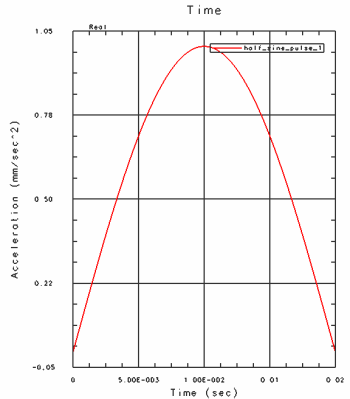 Time
Real
1.05
half_sine_pulse_1
0.78
0 50
0.22
-0.05
Acceleration (mm/sec^2)
0 5.00E-003 1 00E-002 0 01 0 02
Time (sec)